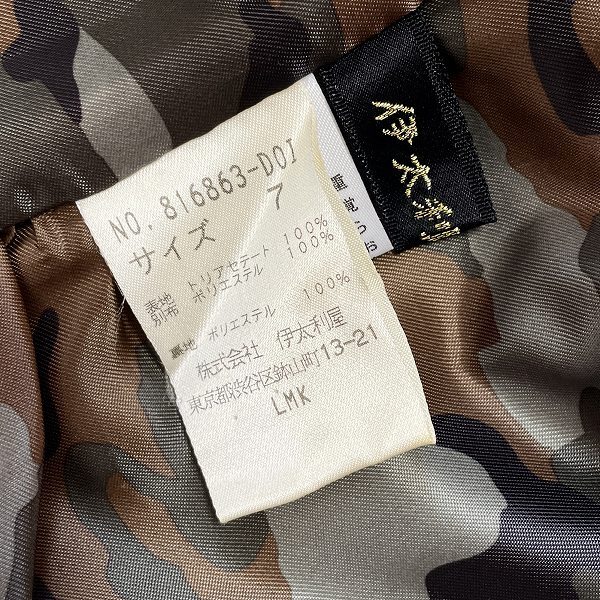 NO. 816863-D01
サイズ 7
表地 トリアセテート 100%
別布 ポリエステル 100%
裏地 ポリエステル 100%
株式会社 伊太利屋
東京都渋谷区鉢山町13-21
LMK
伊太利